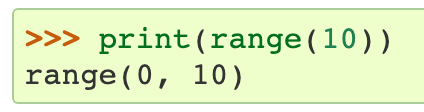 >>> print(range(10))
range(0, 10)